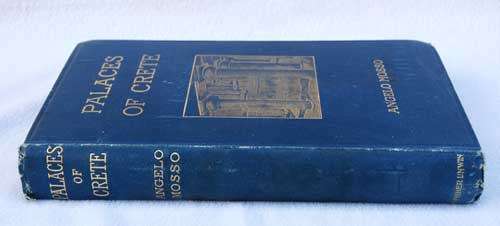 PALACES
OF CRETE
ANGELO MOSSO
PALACES
OF
CRETE
ANGELO
MOSSO
FISHER UNWIN